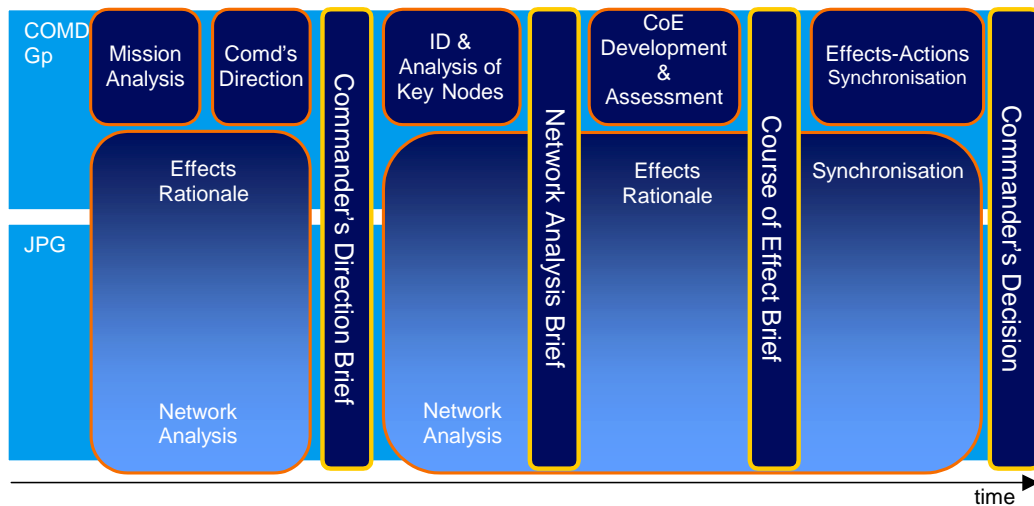 COMD
Gp
Mission
Analysis
Comd's
Direction
Commander's Direction Brief
ID &
Analysis of
Key Nodes
Network Analysis Brief
CoE
Development
&
Assessment
Course of Effect Brief
Effects-Actions
Synchronisation
Commander's Decision
Effects
Rationale
Effects
Rationale
Synchronisation
JPG
Network
Analysis
Network
Analysis
time